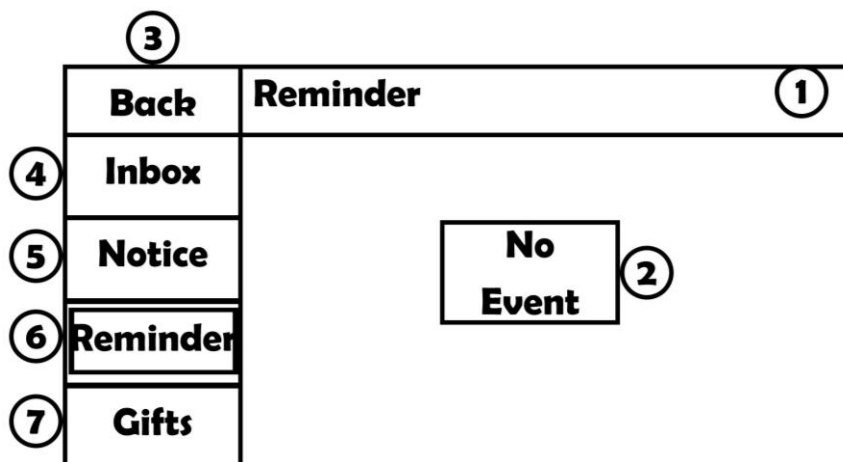 3
Back
Reminder
1
4
Inbox
5
Notice
No
Event
2
6
Reminder
7
Gifts